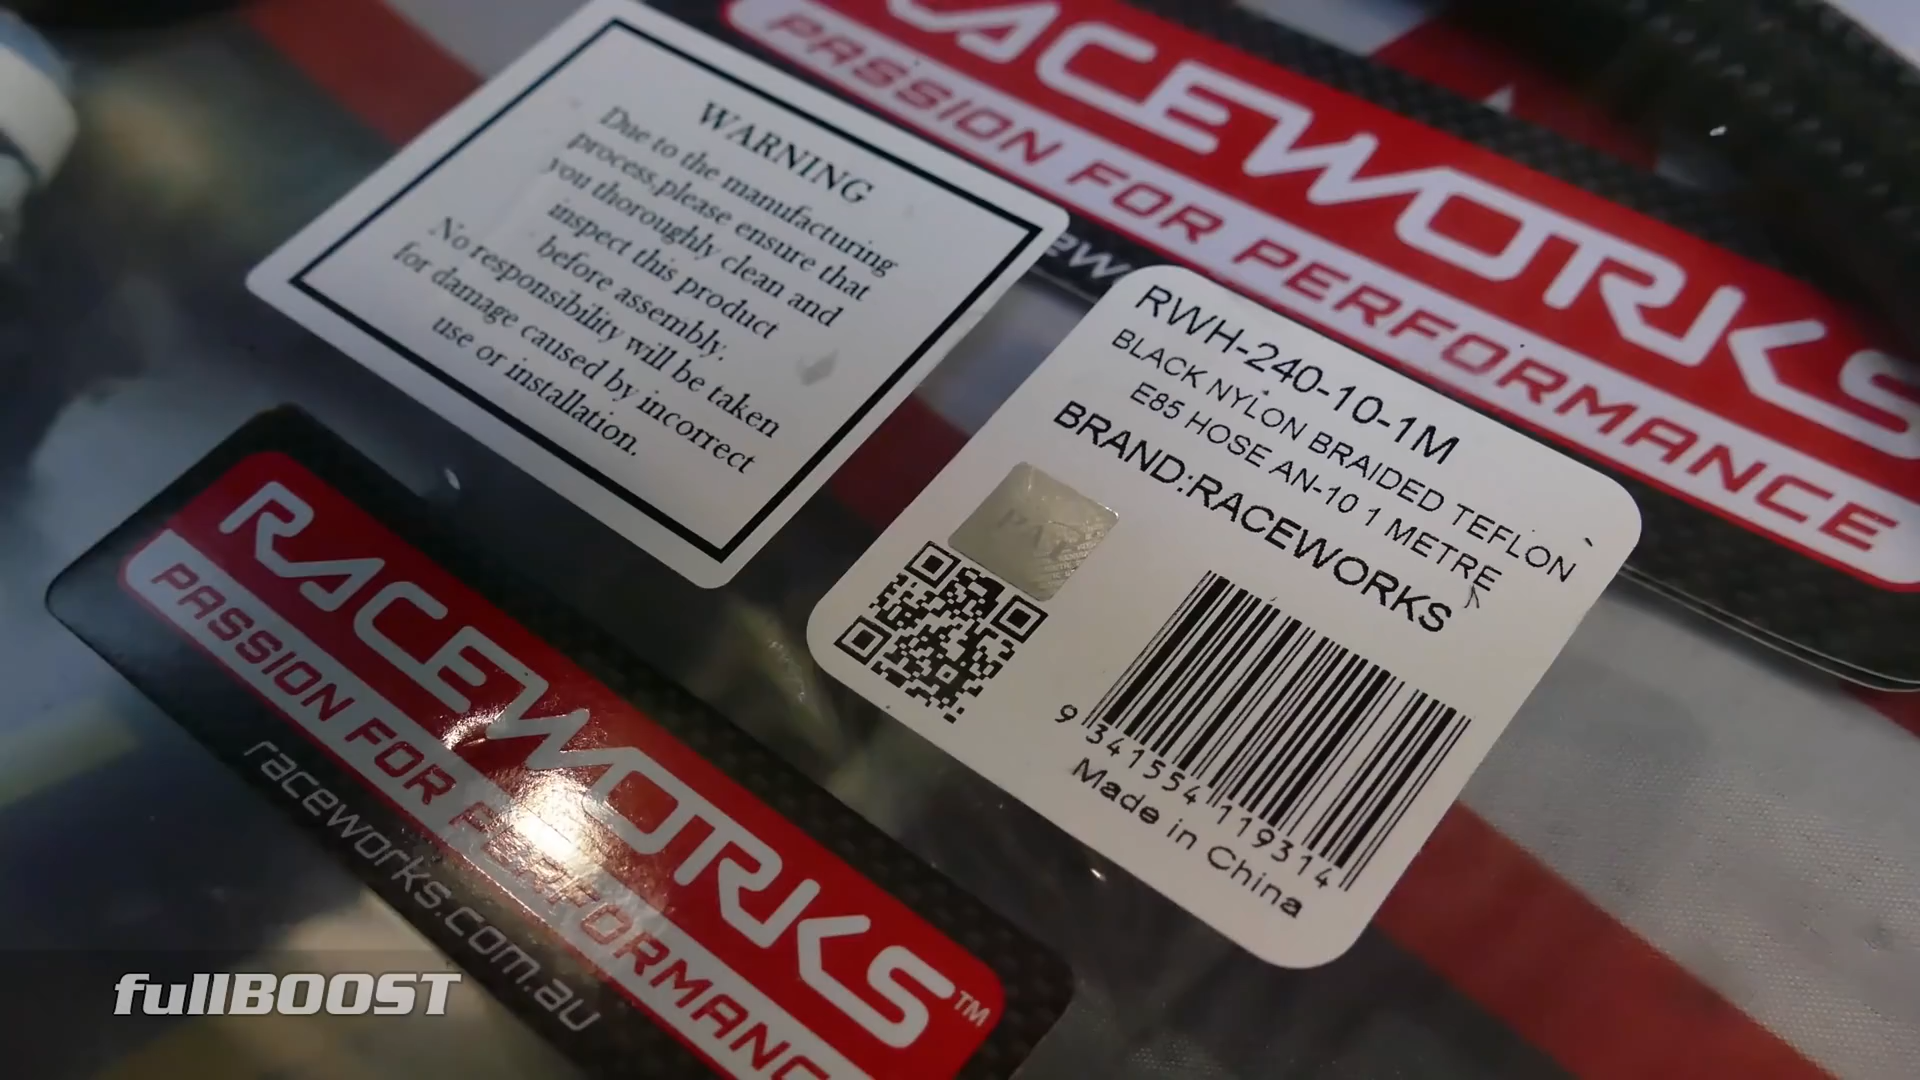 WARNING
Due to the manufacturing
process,please ensure that
you thoroughly clean and
inspect this product
before assembly.
No responsibility will be taken
for damage caused by incorrect
use or installation.
RACEWORKS
PASSION FOR PERFORMANCE
racew
RWH-240-10-1M
BLACK NYLON BRAIDED TEFLON
E85 HOSE AN-10 1 METRE
BRAND:RACEWORKS
9 341554 119314
Made in China
RACEWORKS™
PASSION FOR PERFORMANC
raceworks.com.au
fullBOOST